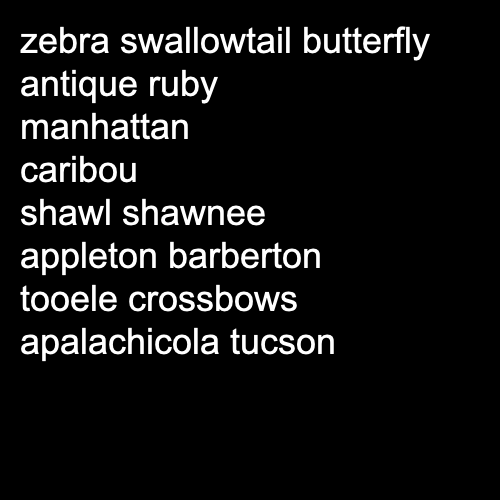 zebra swallowtail butterfly
antique ruby
manhattan
caribou
shawl shawnee
appleton barberton
tooele crossbows
apalachicola tucson